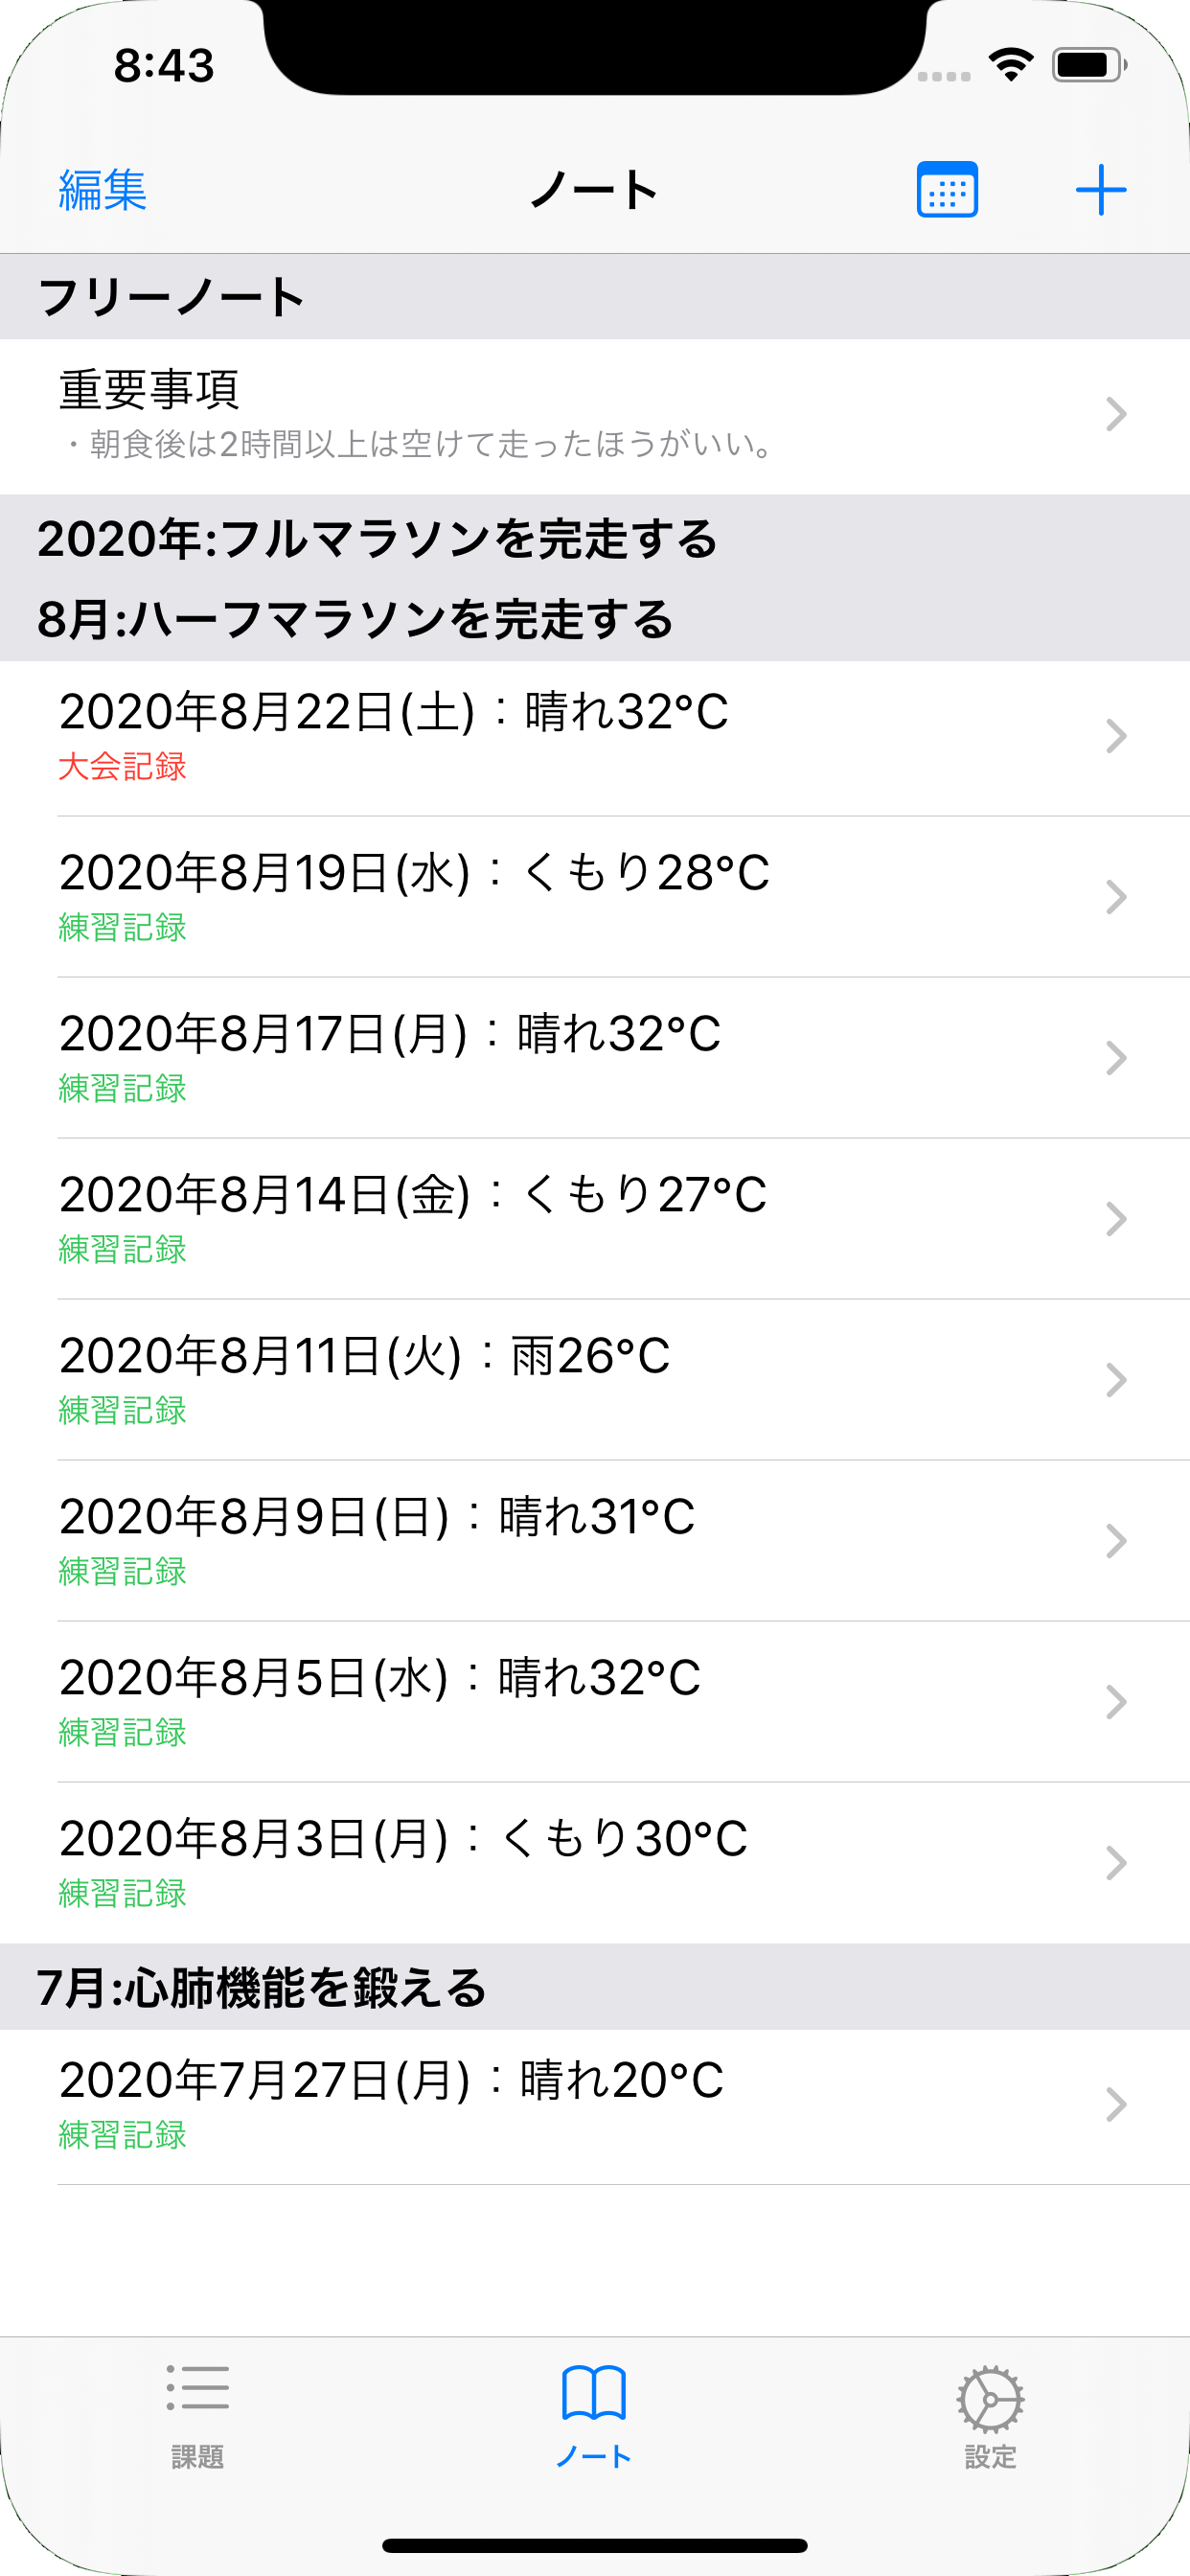 8:43
編集
ノート
フリーノート
重要事項
・朝食後は2時間以上は空けて走ったほうがいい。
2020年:フルマラソンを完走する
8月:ハーフマラソンを完走する
2020年8月22日(土)：晴れ32°C
大会記録
2020年8月19日(水)：くもり28°C
練習記録
2020年8月17日(月)：晴れ32°C
練習記録
2020年8月14日(金)：くもり27°C
練習記録
2020年8月11日(火)：雨26°C
練習記録
2020年8月9日(日)：晴れ31°C
練習記録
2020年8月5日(水)：晴れ32°C
練習記録
2020年8月3日(月)：くもり30°C
練習記録
7月:心肺機能を鍛える
2020年7月27日(月)：晴れ20°C
練習記録
課題
ノート
設定